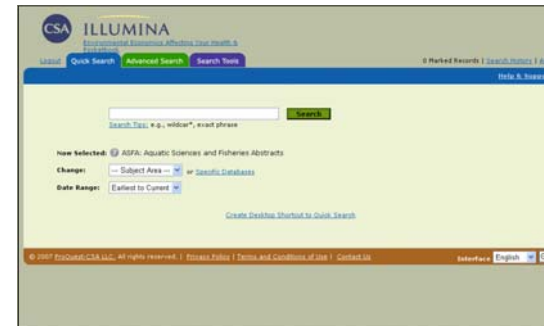 CSA ILLUMINA
Environmental Economics Affecting Your Health &
Pocketbook
Logout Quick Search Advanced Search Search Tools
0 Marked Records | Search History |
Help & Suppo
Search
Search Tips: e.g., wildcar*, exact phrase
Now Selected: ASFA: Aquatic Sciences and Fisheries Abstracts
Change: --- Subject Area --- or Specific Databases
Date Range: Earliest to Current
Create Desktop Shortcut to Quick Search
© 2007 ProQuest-CSA LLC. All rights reserved. | Privacy Policy | Terms and Conditions of Use | Contact Us
Interface English